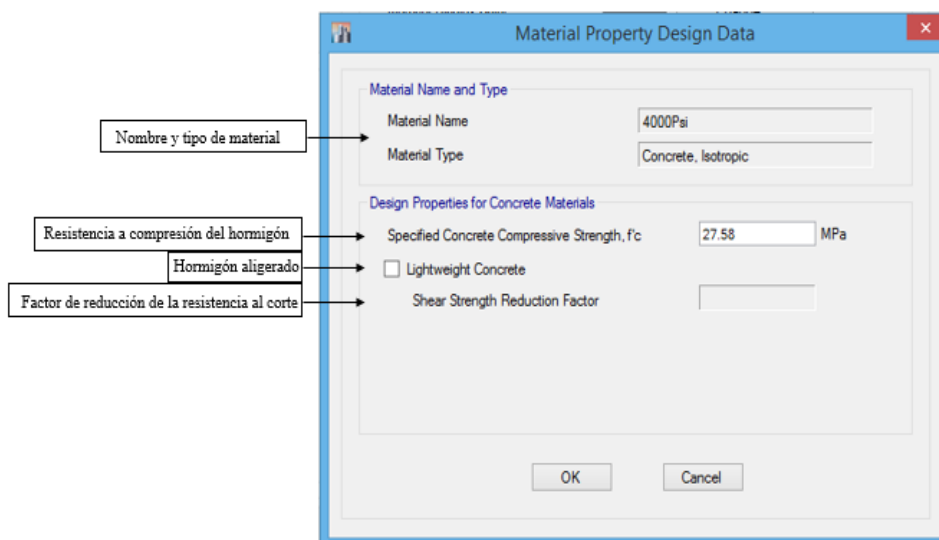 Material Property Design Data
Material Name and Type
Nombre y tipo de material
Material Name
4000Psi
Material Type
Concrete, Isotropic
Design Properties for Concrete Materials
Resistencia a compresión del hormigón
Specified Concrete Compressive Strength, f'c
27.58
MPa
Hormigón aligerado
Lightweight Concrete
Factor de reducción de la resistencia al corte
Shear Strength Reduction Factor
OK
Cancel